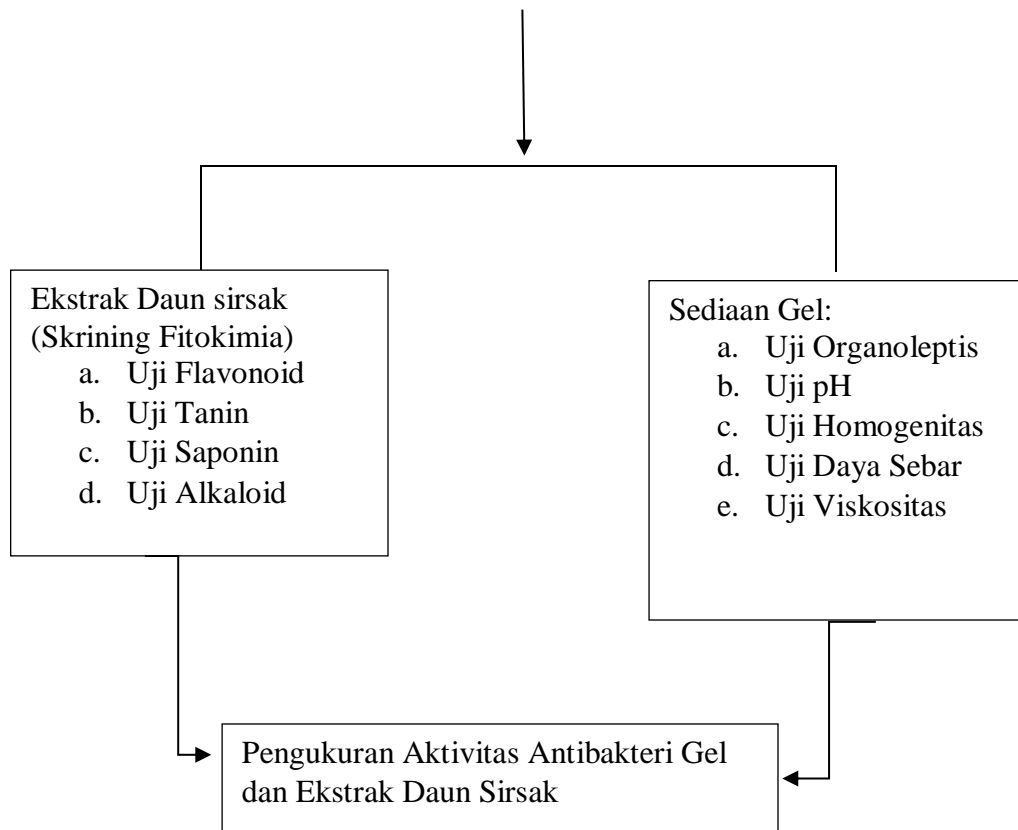 Ekstrak Daun sirsak
(Skrining Fitokimia)
a. Uji Flavonoid
b. Uji Tanin
c. Uji Saponin
d. Uji Alkaloid
Sediaan Gel:
a. Uji Organoleptis
b. Uji pH
c. Uji Homogenitas
d. Uji Daya Sebar
e. Uji Viskositas
Pengukuran Aktivitas Antibakteri Gel
dan Ekstrak Daun Sirsak